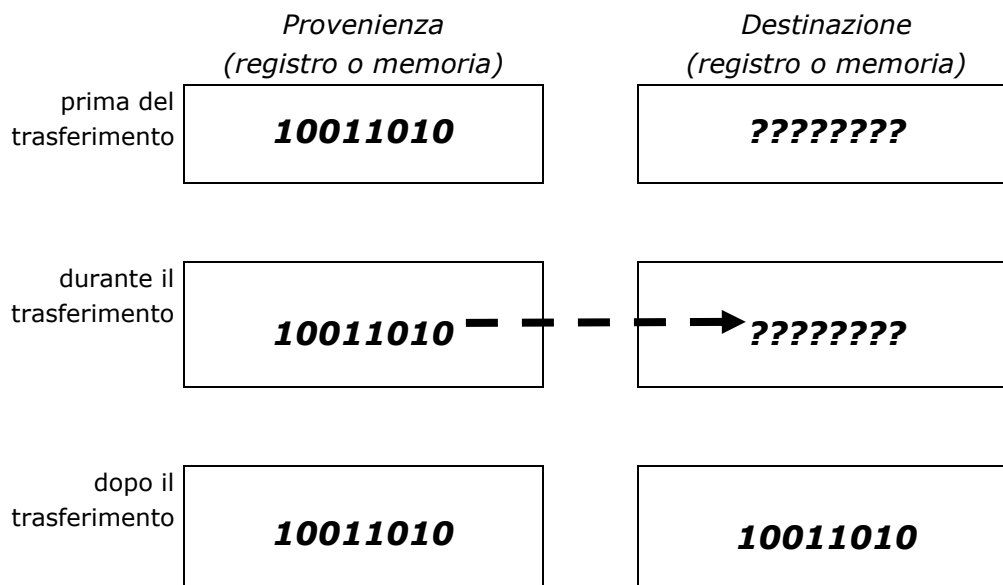 Provenienza
(registro o memoria)
Destinazione
(registro o memoria)
prima del
trasferimento
10011010
????????
durante il
trasferimento
10011010
????????
dopo il
trasferimento
10011010
10011010